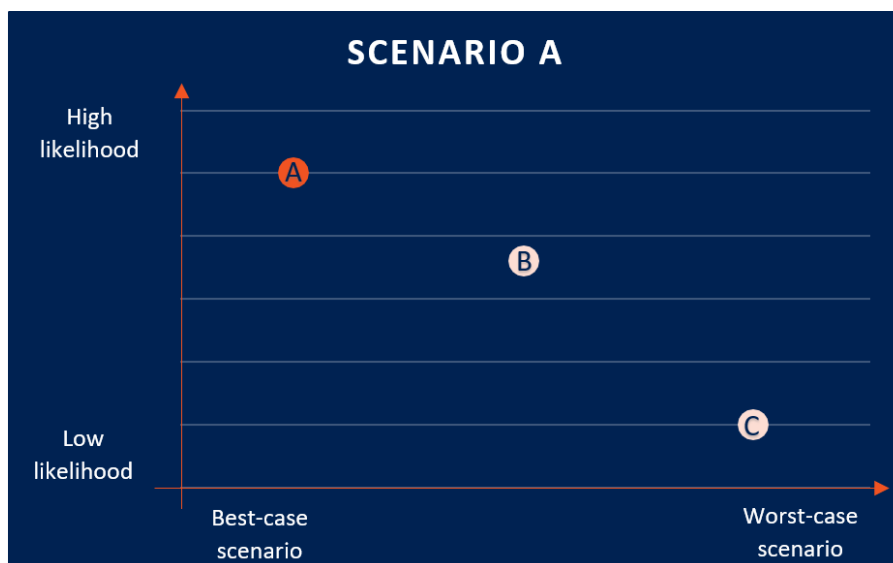 SCENARIO A
High
likelihood
A
B
C
Low
likelihood
Best-case
scenario
Worst-case
scenario